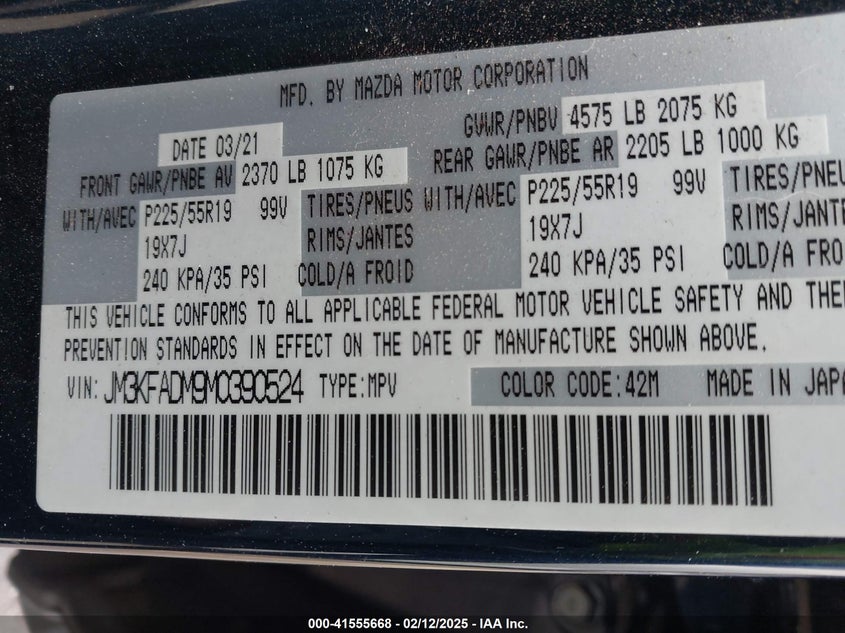 MFD. BY MAZDA MOTOR CORPORATION
DATE 03/21 GVWR/PNBV 4575 LB 2075 KG
FRONT GAWR/PNBE AV 2370 LB 1075 KG REAR GAWR/PNBE AR 2205 LB 1000 KG
WITH/AVEC P225/55R19 99V TIRES/PNEUS WITH/AVEC P225/55R19 99V TIRES/PNEU
19X7J RIMS/JANTES 19X7J RIMS/JANTES
240 KPA/35 PSI COLD/A FROID 240 KPA/35 PSI COLD/A FRO
THIS VEHICLE CONFORMS TO ALL APPLICABLE FEDERAL MOTOR VEHICLE SAFETY AND THE
PREVENTION STANDARDS IN EFFECT ON THE DATE OF MANUFACTURE SHOWN ABOVE.
VIN: JM3KFADM9M0390524 TYPE:MPV COLOR CODE:42M MADE IN JAPA
000-41555668 - 02/12/2025 - IAA Inc.